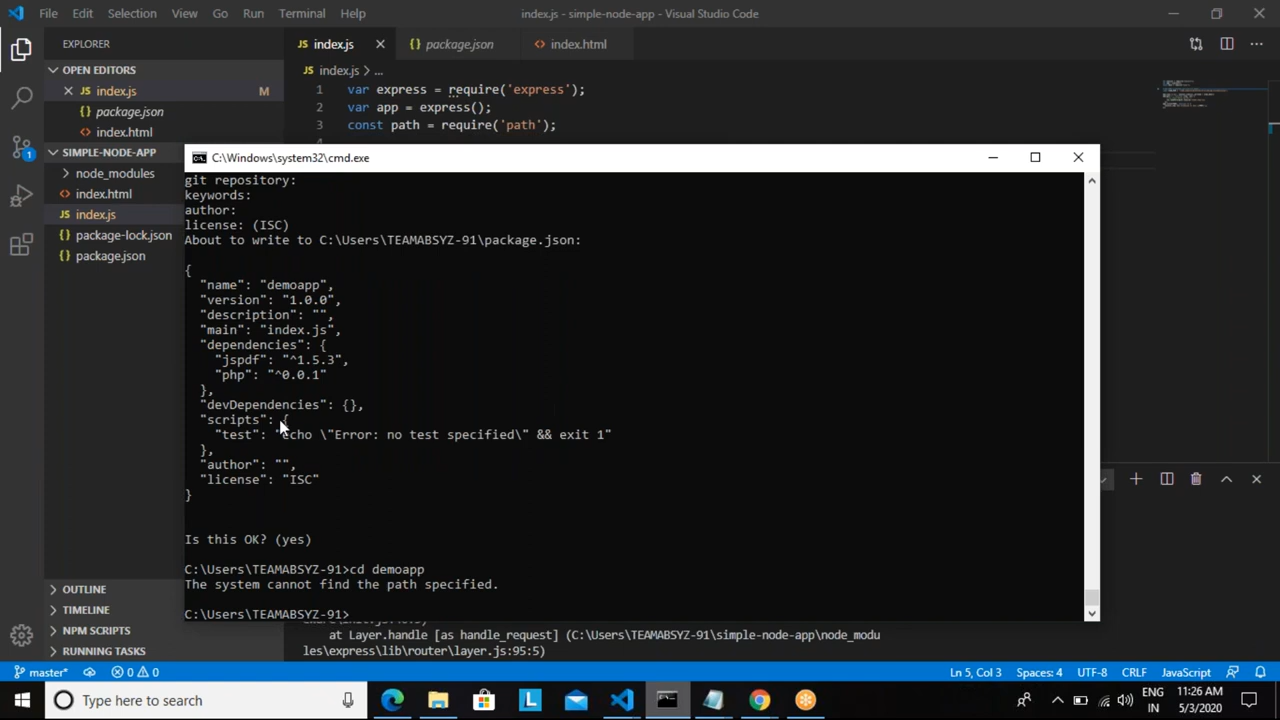 File Edit Selection View Go Run Terminal Help
index.js - simple-node-app - Visual Studio Code
EXPLORER
OPEN EDITORS
index.js M
package.json
index.html
SIMPLE-NODE-APP
node_modules
index.html
index.js
package-lock.json
package.json
OUTLINE
TIMELINE
NPM SCRIPTS
RUNNING TASKS
JS index.js
{} package.json
<> index.html
JS index.js > ...
1 var express = require('express');
2 var app = express();
3 const path = require('path');
4
C:\Windows\system32\cmd.exe
git repository:
keywords:
author:
license: (ISC)
About to write to C:\Users\TEAMABSYZ-91\package.json:
{
"name": "demoapp",
"version": "1.0.0",
"description": "",
"main": "index.js",
"dependencies": {
"jspdf": "^1.5.3",
"php": "^0.0.1"
},
"devDependencies": {},
"scripts": {
"test": "echo \"Error: no test specified\" && exit 1"
},
"author": "",
"license": "ISC"
}
Is this OK? (yes)
C:\Users\TEAMABSYZ-91>cd demoapp
The system cannot find the path specified.
C:\Users\TEAMABSYZ-91>
at Layer.handle [as handle_request] (C:\Users\TEAMABSYZ-91\simple-node-app\node_modu
les\express\lib\router\layer.js:95:5)
master* 0 0
Ln 5, Col 3 Spaces: 4 UTF-8 CRLF JavaScript
Type here to search
ENG
IN
11:26 AM
5/3/2020